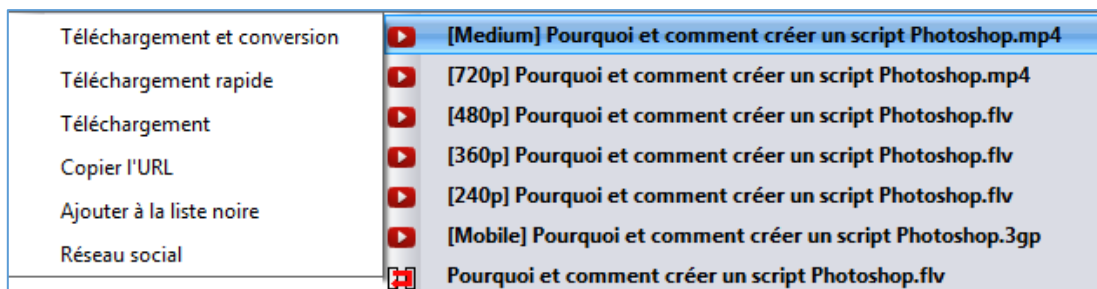 Téléchargement et conversion
Téléchargement rapide
Téléchargement
Copier l'URL
Ajouter à la liste noire
Réseau social
[Medium] Pourquoi et comment créer un script Photoshop.mp4
[720p] Pourquoi et comment créer un script Photoshop.mp4
[480p] Pourquoi et comment créer un script Photoshop.flv
[360p] Pourquoi et comment créer un script Photoshop.flv
[240p] Pourquoi et comment créer un script Photoshop.flv
[Mobile] Pourquoi et comment créer un script Photoshop.3gp
Pourquoi et comment créer un script Photoshop.flv